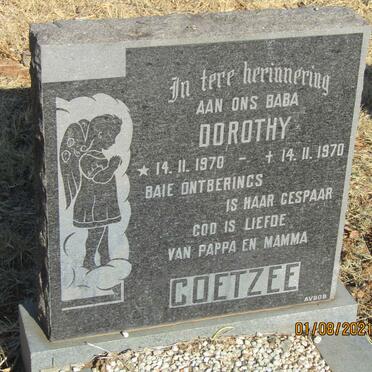 In tere herinnering
AAN ONS BABA
DOROTHY
★ 14. 11. 1970 - ✝ 14. 11. 1970
BAIE ONTBERINGS
IS HAAR GESPAAR
GOD IS LIEFDE
VAN PAPPA EN MAMMA
COETZEE
AVBOB
01/08/2021